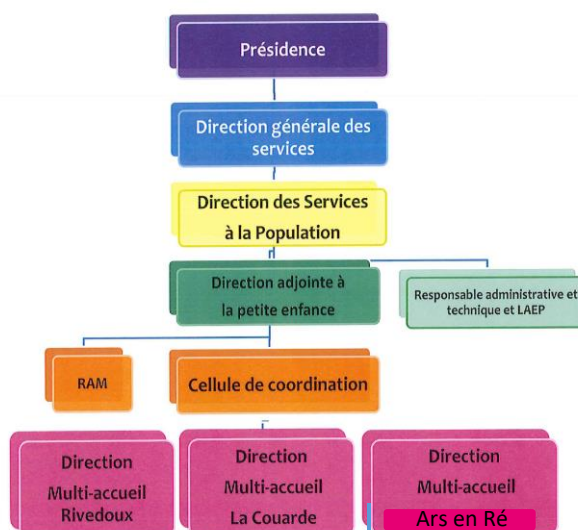 Présidence
Direction générale des
services
Direction des Services
à la Population
Direction adjointe à
la petite enfance
Responsable administrative et
technique et LAEP
RAM
Cellule de coordination
Direction
Multi-accueil
Rivedoux
Direction
Multi-accueil
La Couarde
Direction
Multi-accueil
Ars en Ré